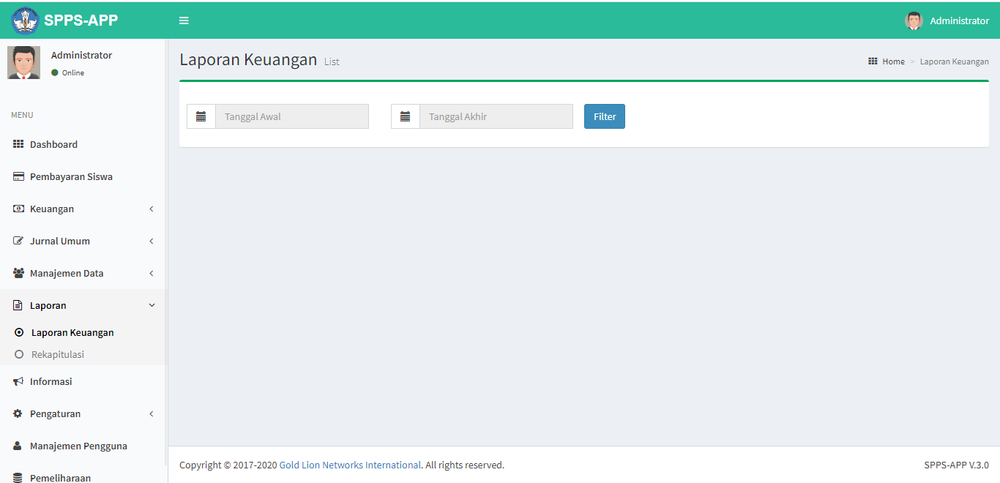 SPPS-APP
Administrator
Administrator
Online
MENU
Dashboard
Pembayaran Siswa
Keuangan
Jurnal Umum
Manajemen Data
Laporan
Laporan Keuangan
Rekapitulasi
Informasi
Pengaturan
Manajemen Pengguna
Pemeliharaan
Laporan Keuangan List
Home > Laporan Keuangan
Tanggal Awal
Tanggal Akhir
Filter
Copyright © 2017-2020 Gold Lion Networks International. All rights reserved.
SPPS-APP V.3.0